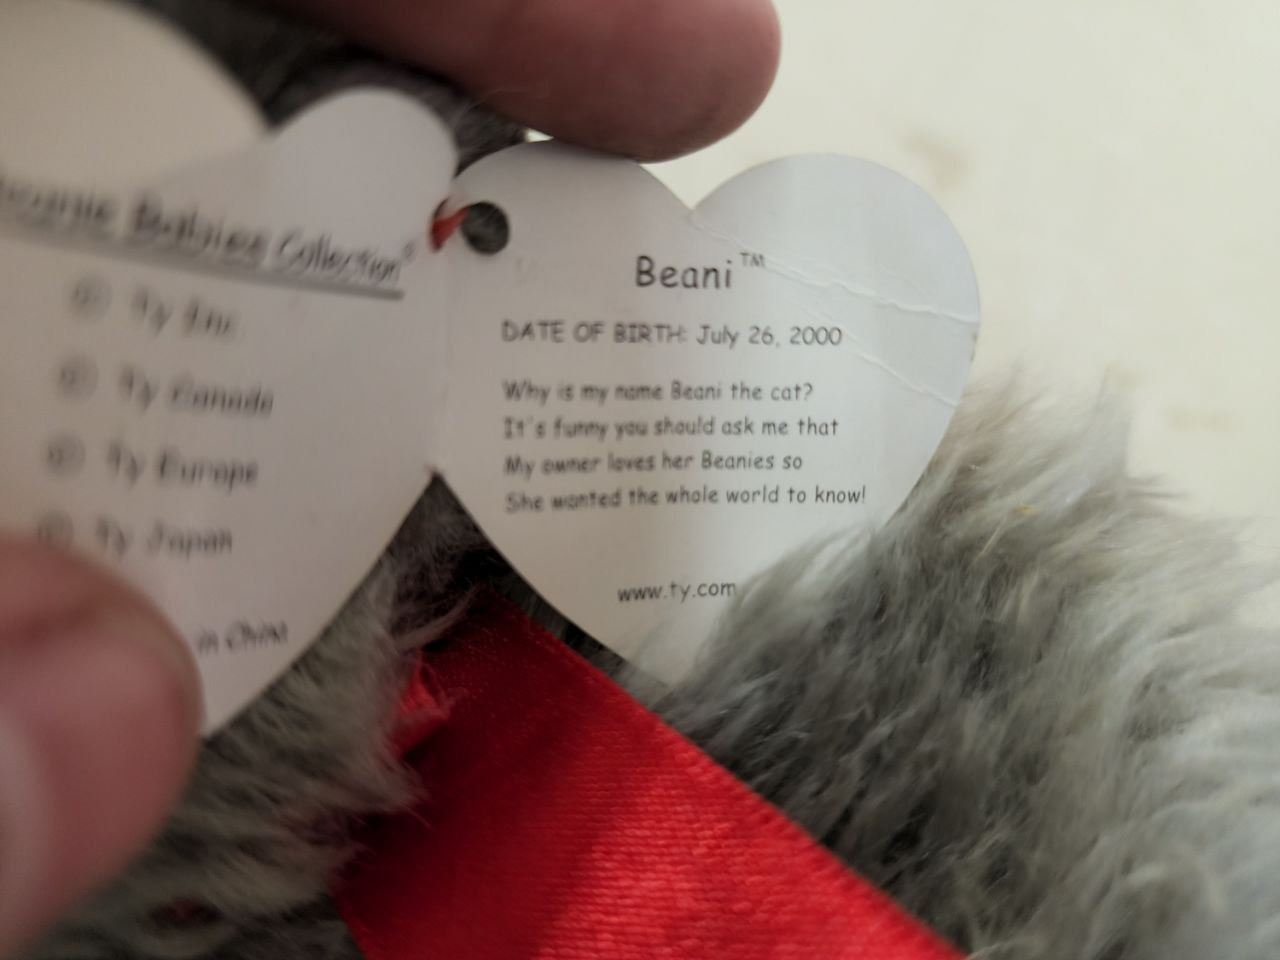 Beanie Babies Collection®
© Ty Inc.
© Ty Canada
© Ty Europe
© Ty Japan
in China
Beani™
DATE OF BIRTH: July 26, 2000
Why is my name Beani the cat?
It's funny you should ask me that
My owner loves her Beanies so
She wanted the whole world to know!
www.ty.com